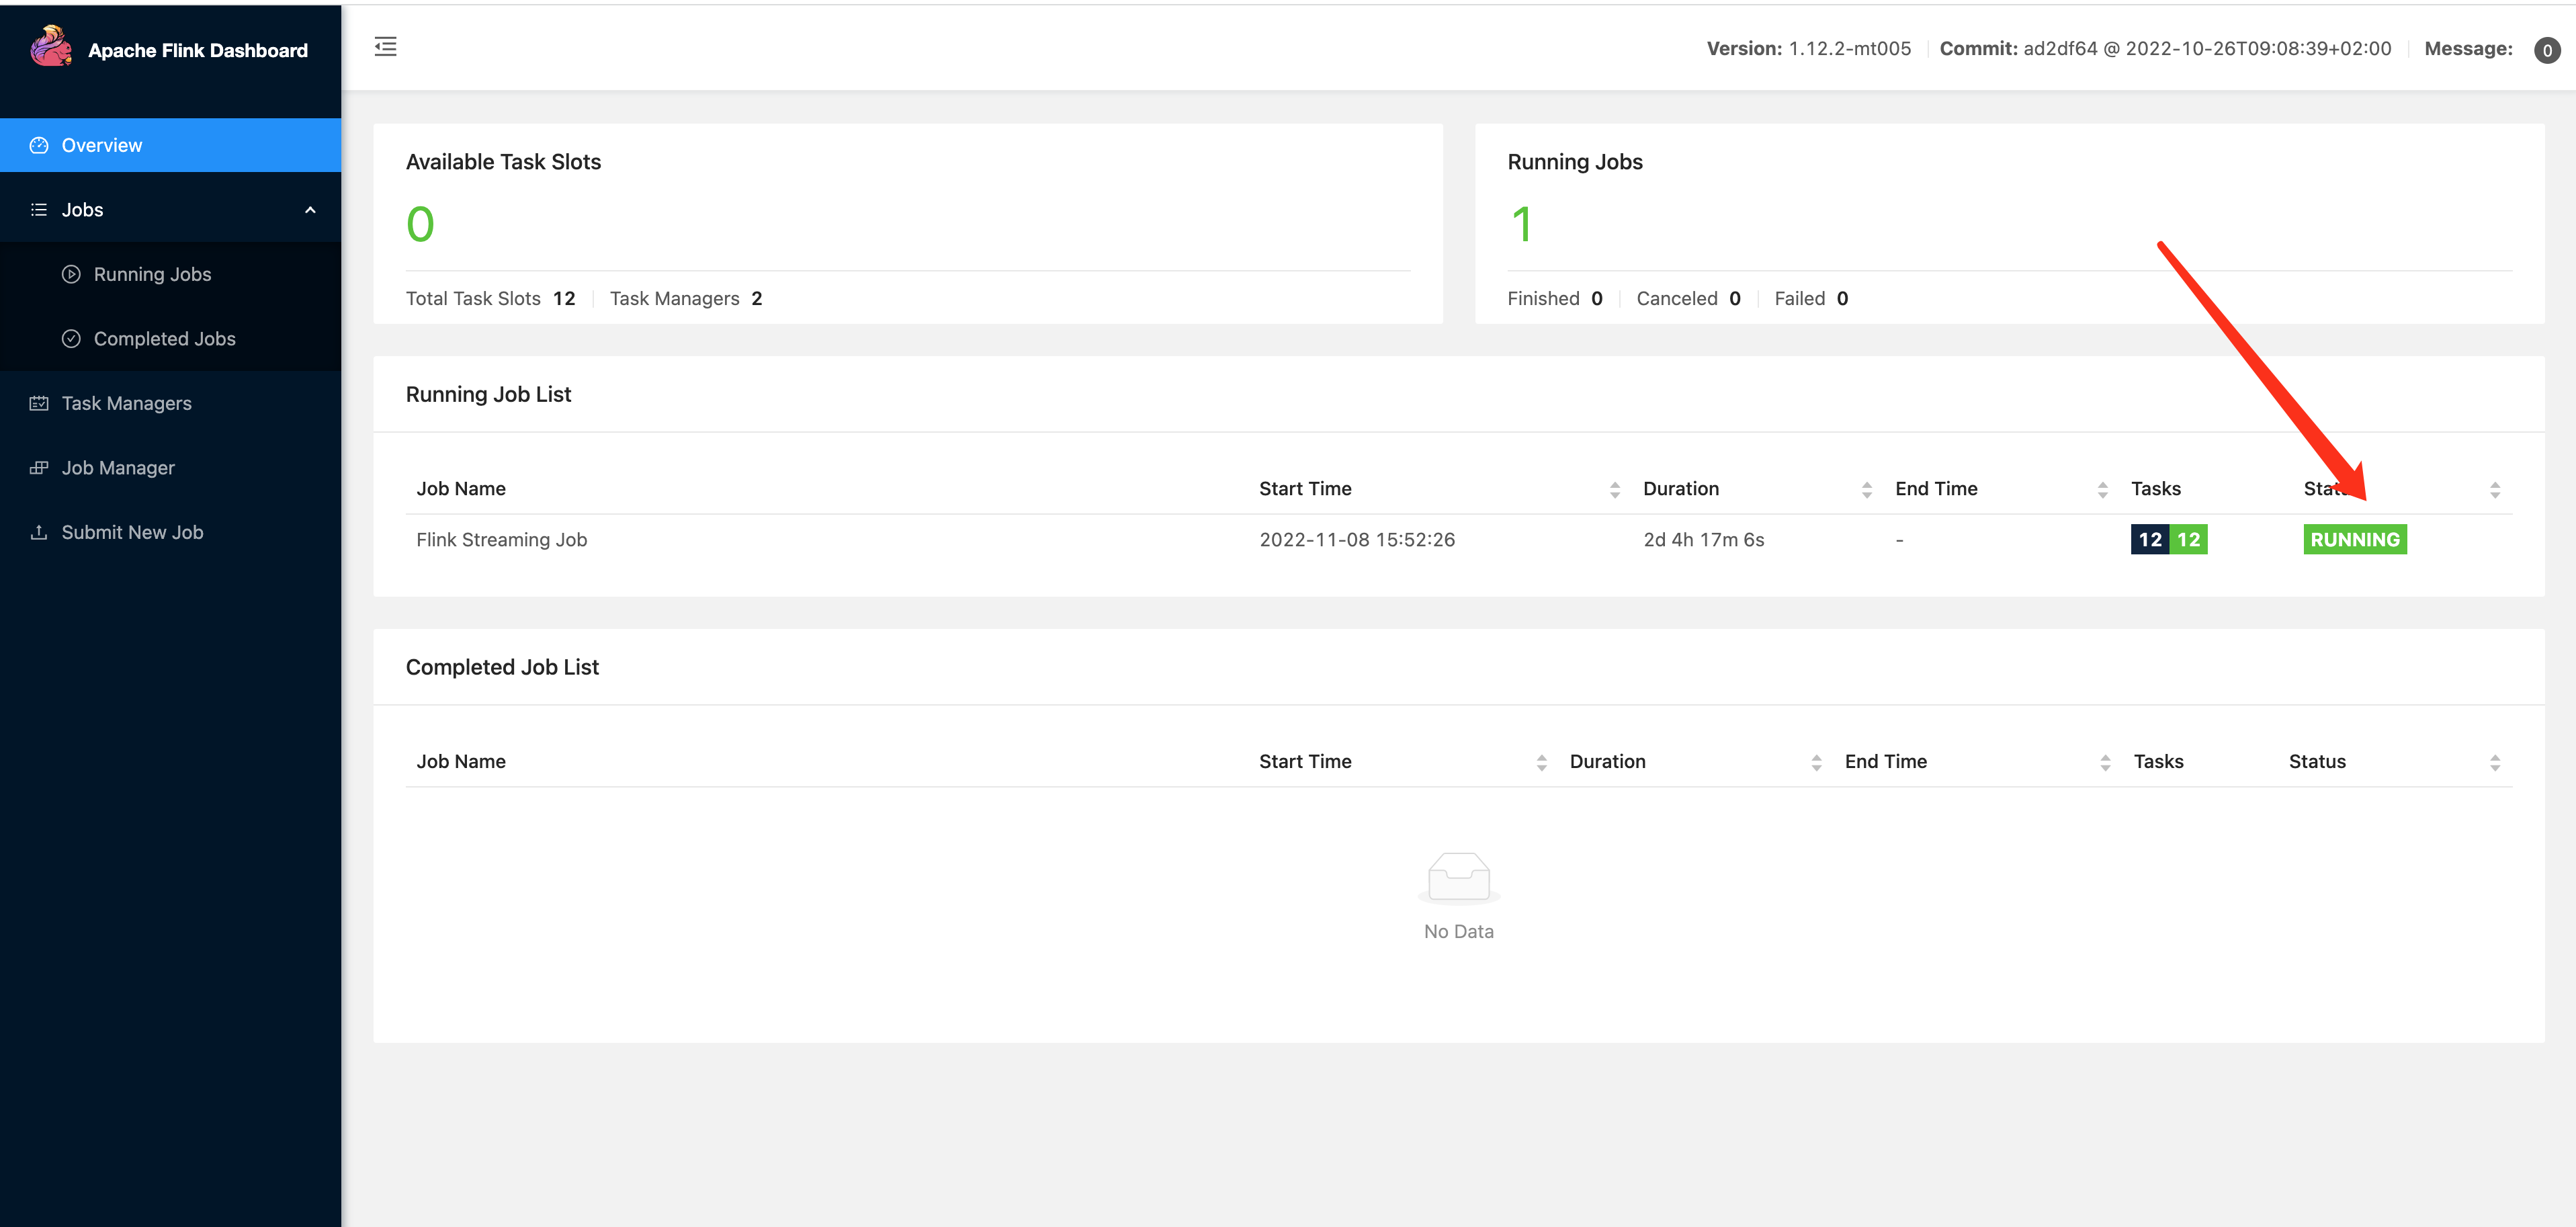 Apache Flink Dashboard
Version: 1.12.2-mt005 Commit: ad2df64 @ 2022-10-26T09:08:39+02:00 Message: 0
Overview
Jobs
Running Jobs
Completed Jobs
Task Managers
Job Manager
Submit New Job
Available Task Slots
0
Total Task Slots 12 Task Managers 2
Running Jobs
1
Finished 0 Canceled 0 Failed 0
Running Job List
Job Name Start Time Duration End Time Tasks
Flink Streaming Job 2022-11-08 15:52:26 2d 4h 17m 6s - 12 12 RUNNING
Completed Job List
Job Name Start Time Duration End Time Tasks Status
No Data